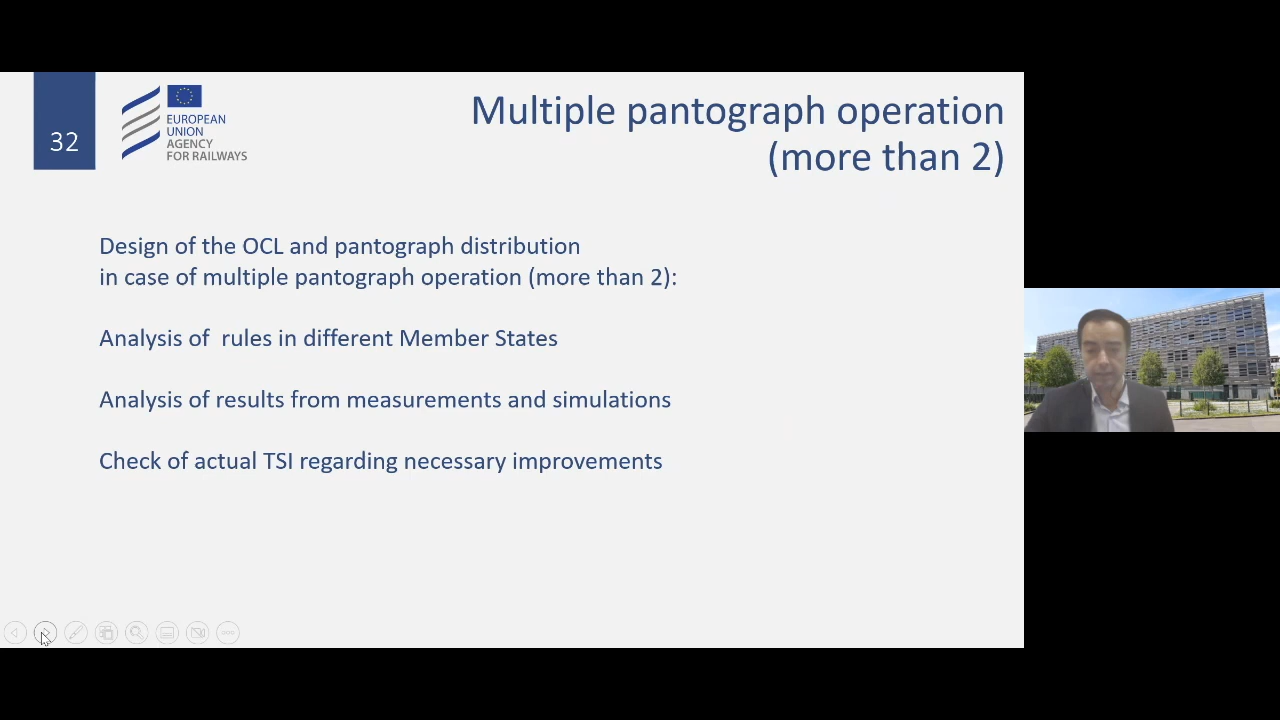 32
EUROPEAN
UNION
AGENCY
FOR RAILWAYS
Multiple pantograph operation
(more than 2)
Design of the OCL and pantograph distribution
in case of multiple pantograph operation (more than 2):
Analysis of  rules in different Member States
Analysis of results from measurements and simulations
Check of actual TSI regarding necessary improvements